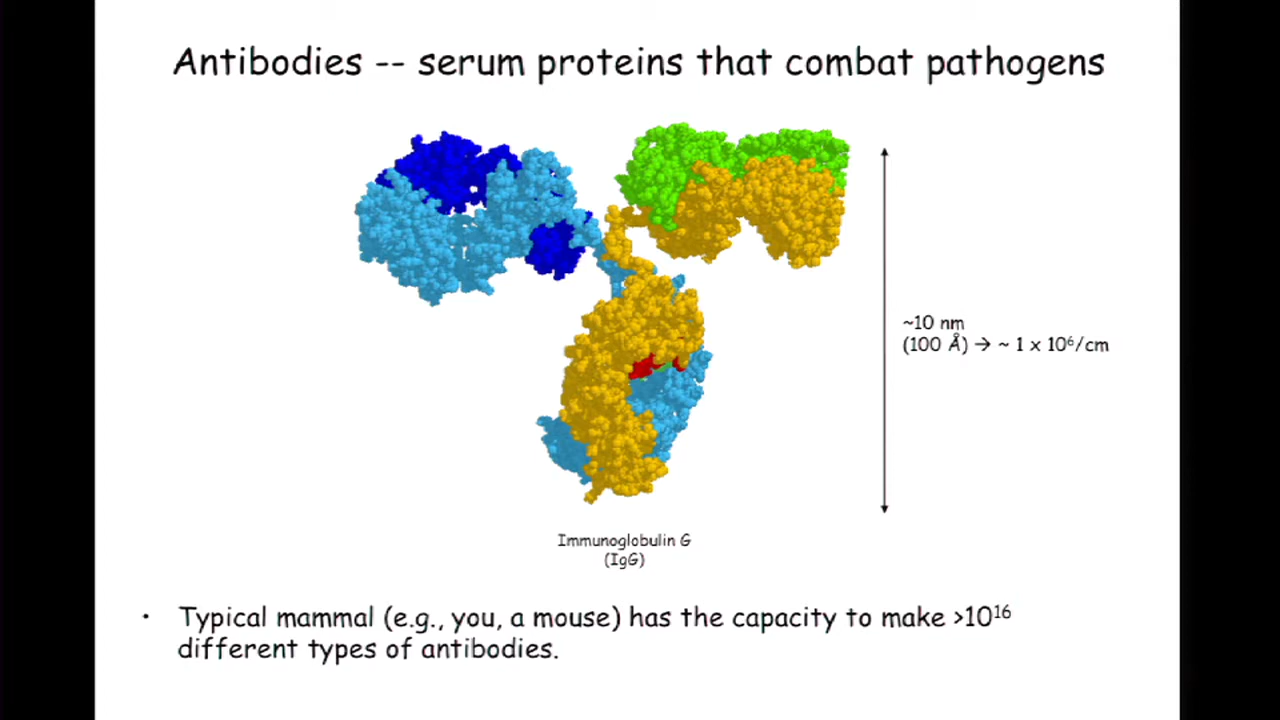 Antibodies -- serum proteins that combat pathogens
~10 nm
(100 Å) → ~ 1 x 10⁶/cm
Immunoglobulin G
(IgG)
• Typical mammal (e.g., you, a mouse) has the capacity to make >10¹⁶
different types of antibodies.